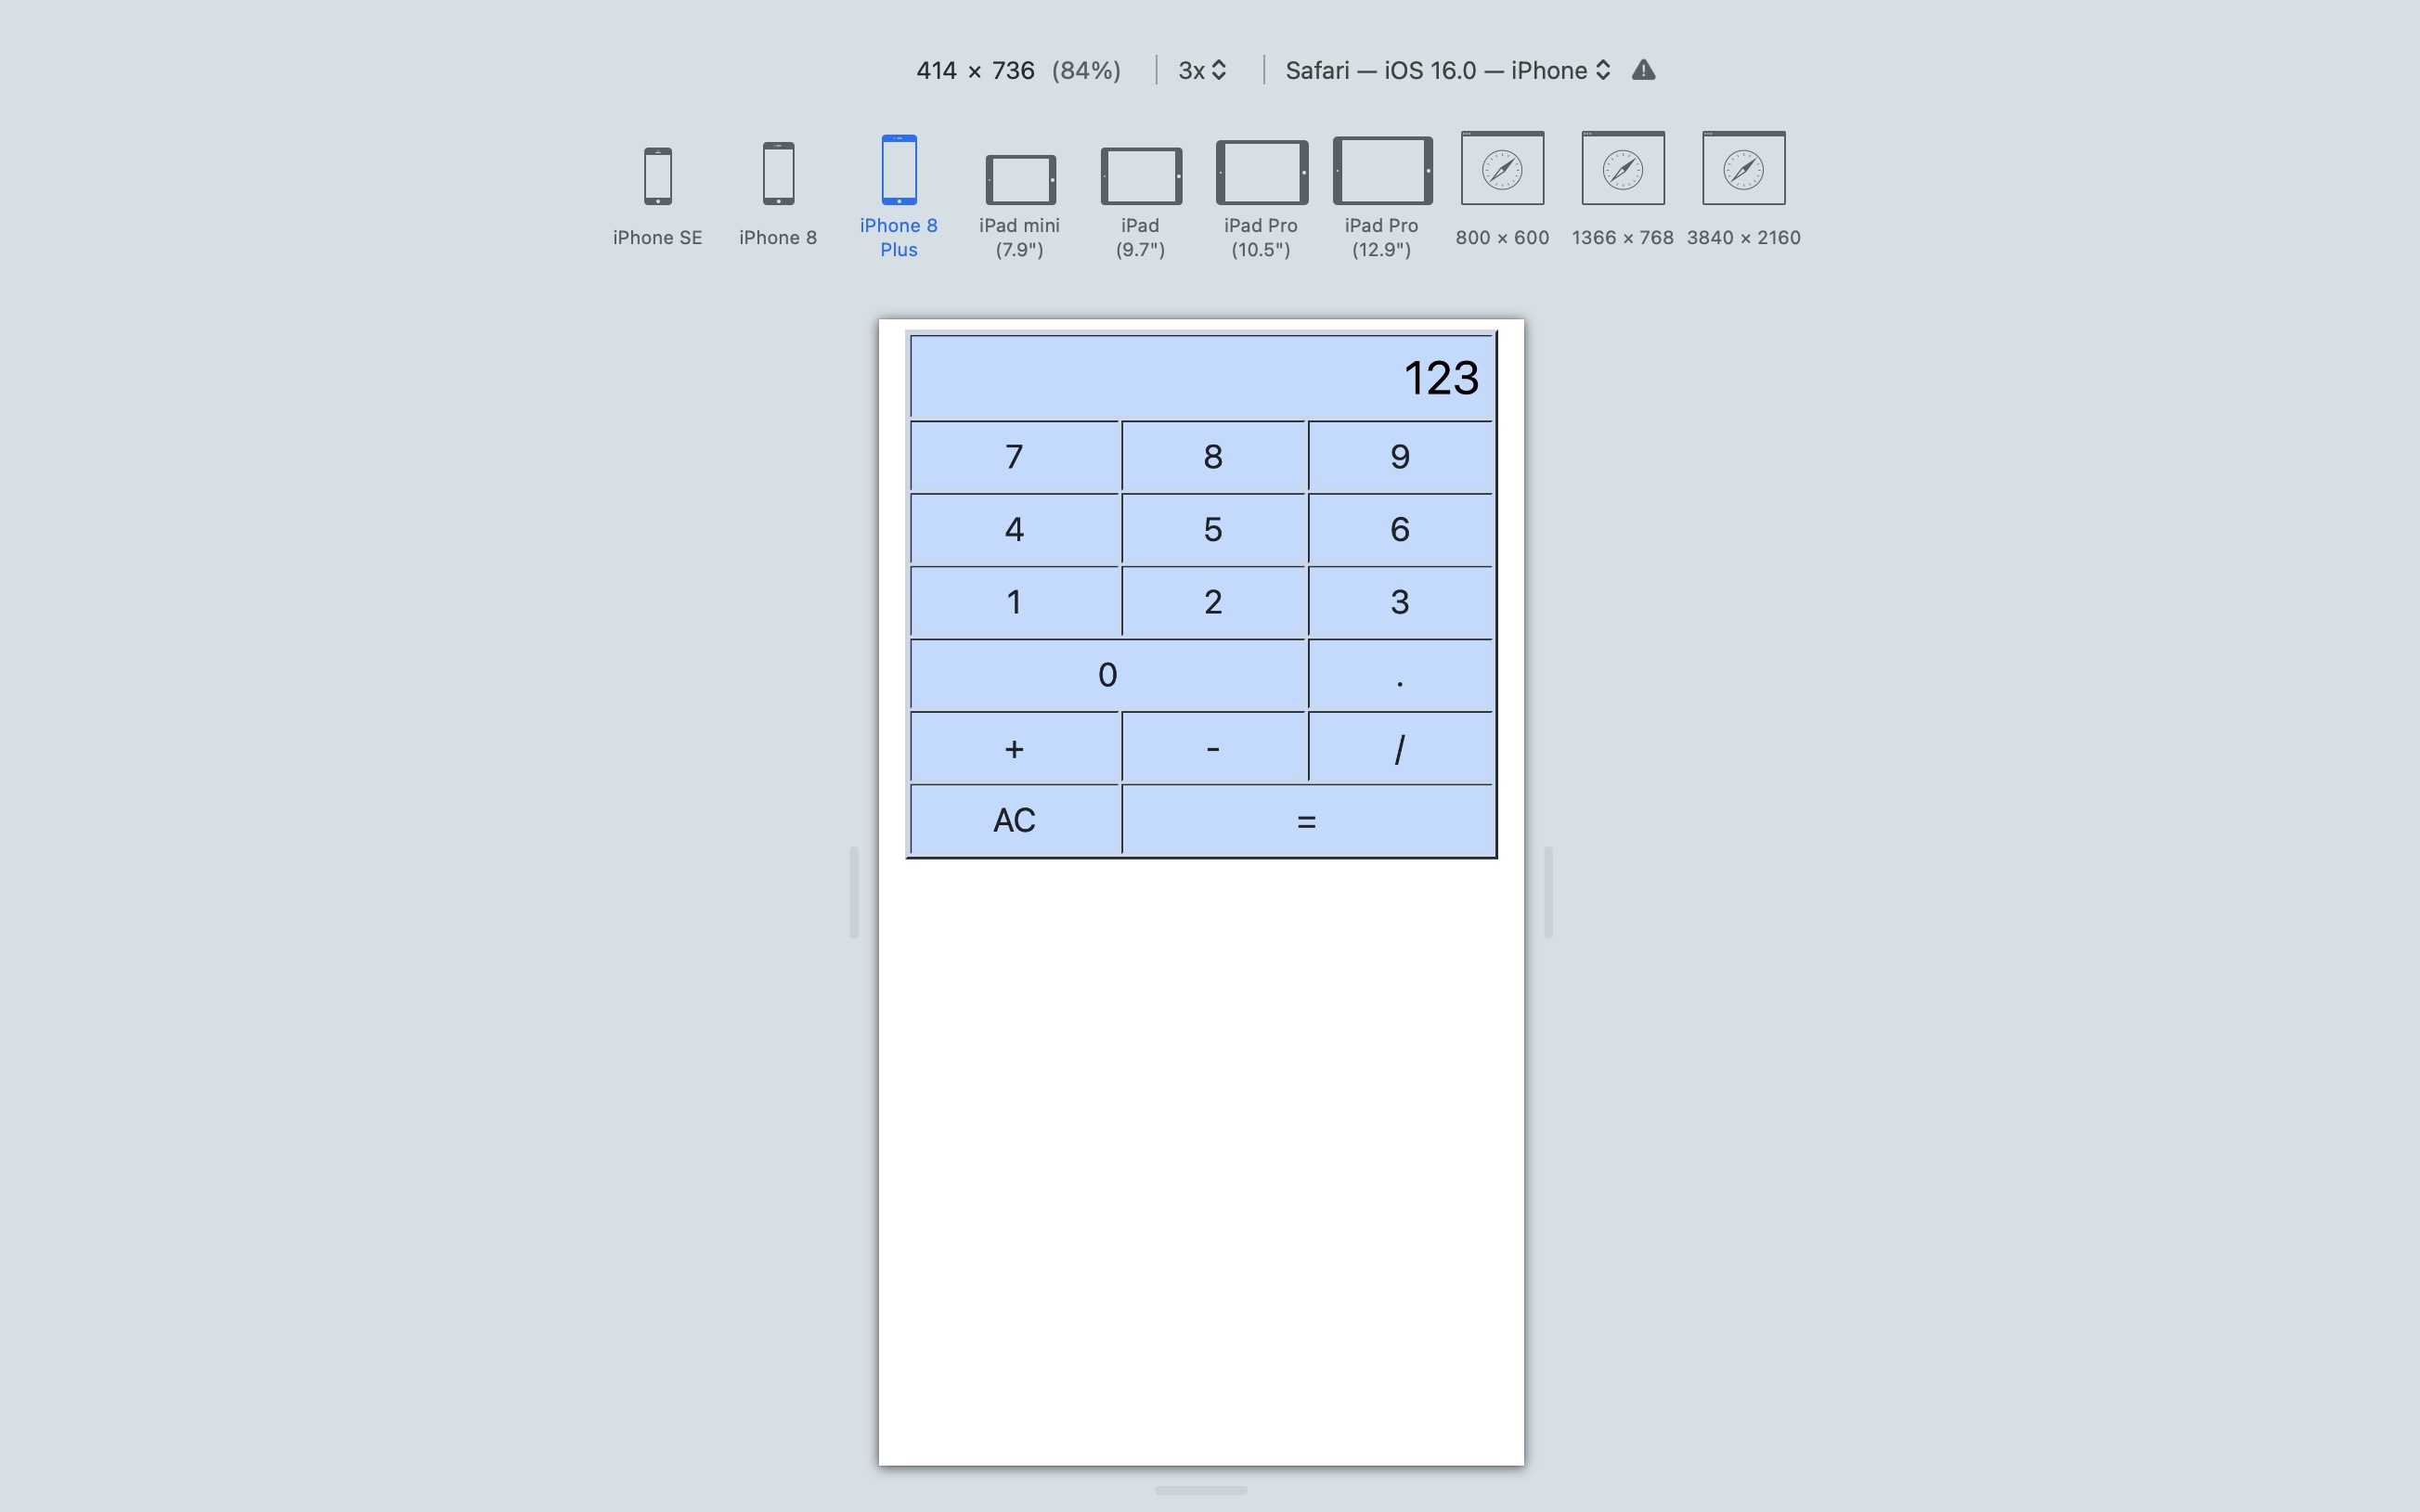 414 × 736 (84%) 3x Safari — iOS 16.0 — iPhone
iPhone SE
iPhone 8
iPhone 8
Plus
iPad mini
(7.9")
iPad
(9.7")
iPad Pro
(10.5")
iPad Pro
(12.9")
800 × 600
1366 × 768
3840 × 2160
123
7 8 9
4 5 6
1 2 3
0 .
+ - /
AC =